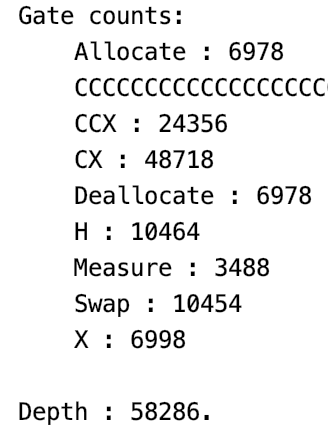 Gate counts:
Allocate : 6978
CCCCCCCCCCCCCCCCCC
CCX : 24356
CX : 48718
Deallocate : 6978
H : 10464
Measure : 3488
Swap : 10454
X : 6998
Depth : 58286.